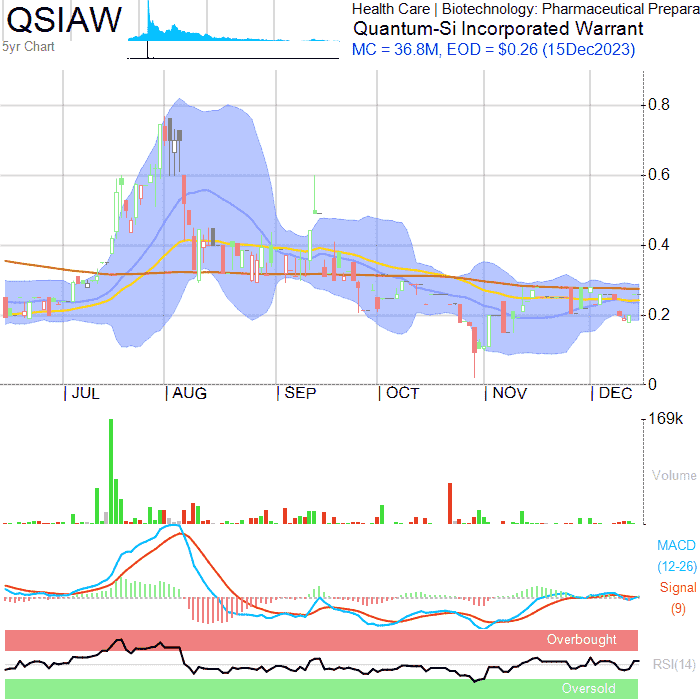 QSIAW
5yr Chart
Health Care | Biotechnology: Pharmaceutical Prepara
Quantum-Si Incorporated Warrant
MC = 36.8M, EOD = $0.26 (15Dec2023)
0.8
0.6
0.4
0.2
0
JUL AUG SEP OCT NOV DEC
169k
Volume
MACD
(12-26)
Signal
(9)
Overbought
RSI(14)
Oversold